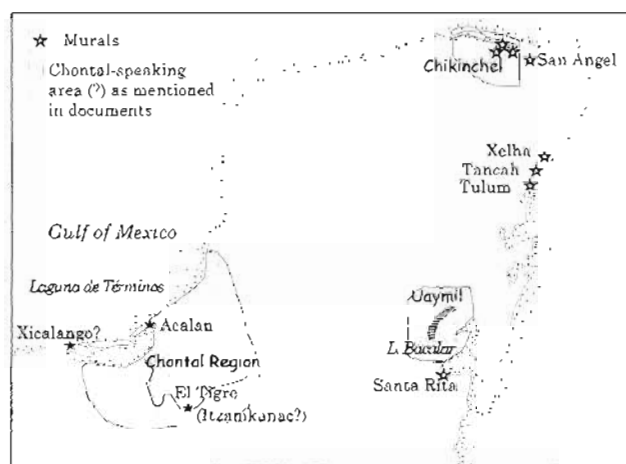 Murals
Chontal-speaking
area (?) as mentioned
in documents
Chikinchel
San Angel
Xelha
Tancah
Tulum
Gulf of Mexico
Laguna de Términos
Xicalango?
Acalan
Chontal Region
El Tigre
(Itzamkanac?)
Uaymil
L. Bacalar
Santa Rita